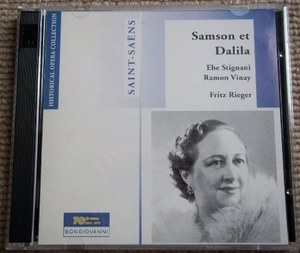 HISTORICAL OPERA COLLECTION
SAINT-SAËNS
Samson et
Dalila
Ebe Stignani
Ramon Vinay
Fritz Rieger
BONGIOVANNI